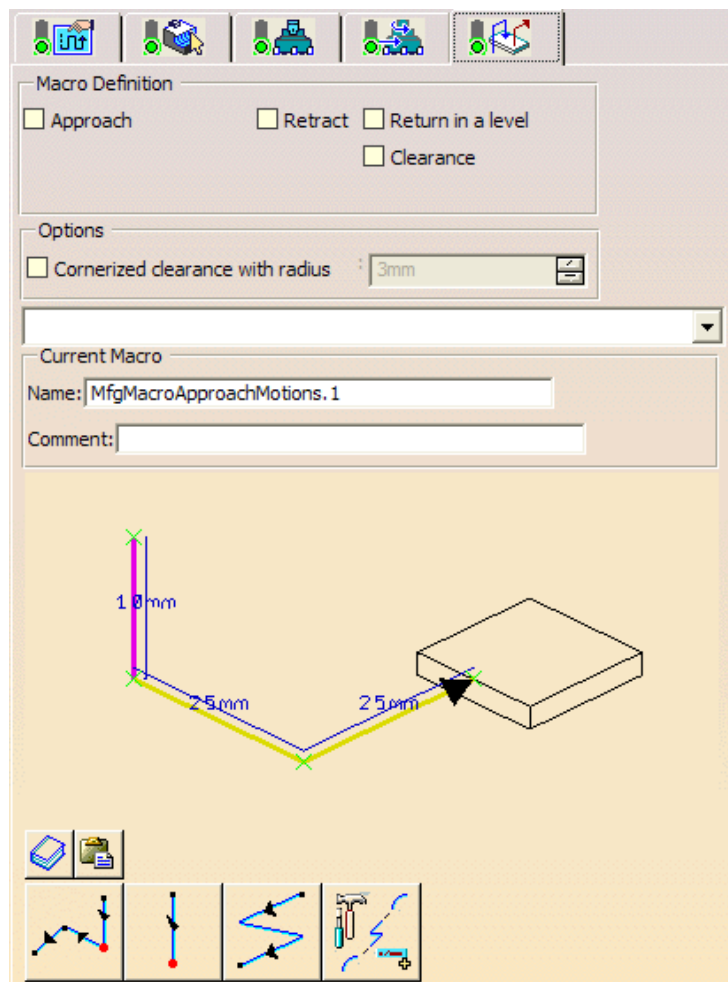 Macro Definition
Approach Retract Return in a level
Clearance
Options
Cornerized clearance with radius : 3mm
Current Macro
Name: MfgMacroApproachMotions.1
Comment:
10mm
25mm 25mm